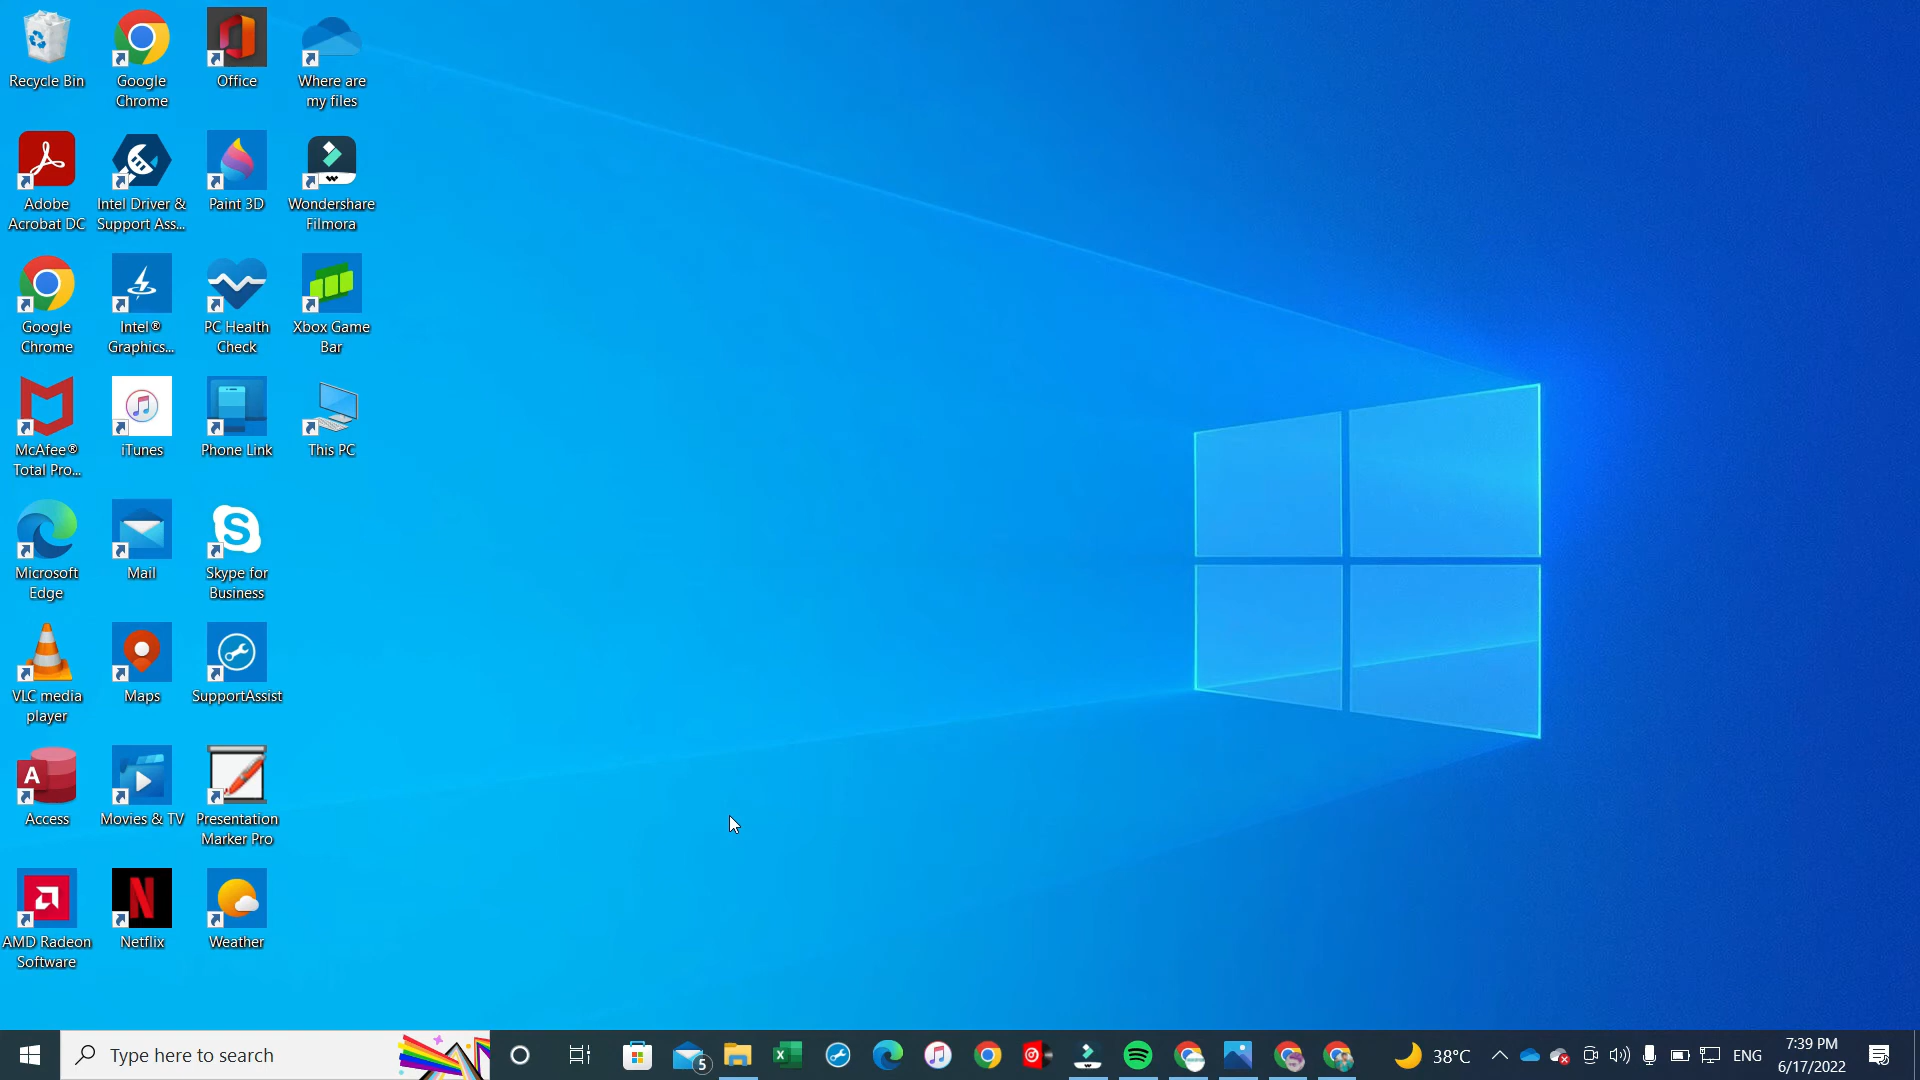 Recycle Bin
Google
Chrome
Office
Where are
my files
Adobe
Acrobat DC
Intel Driver &
Support Ass...
Paint 3D
Wondershare
Filmora
Google
Chrome
Intel®
Graphics...
PC Health
Check
Xbox Game
Bar
McAfee®
Total Pro...
iTunes
Phone Link
This PC
Microsoft
Edge
Mail
Skype for
Business
VLC media
player
Maps
SupportAssist
A
Access
Movies & TV
Presentation
Marker Pro
AMD Radeon
Software
Netflix
Weather
Type here to search
5
38°C
ENG
7:39 PM
6/17/2022